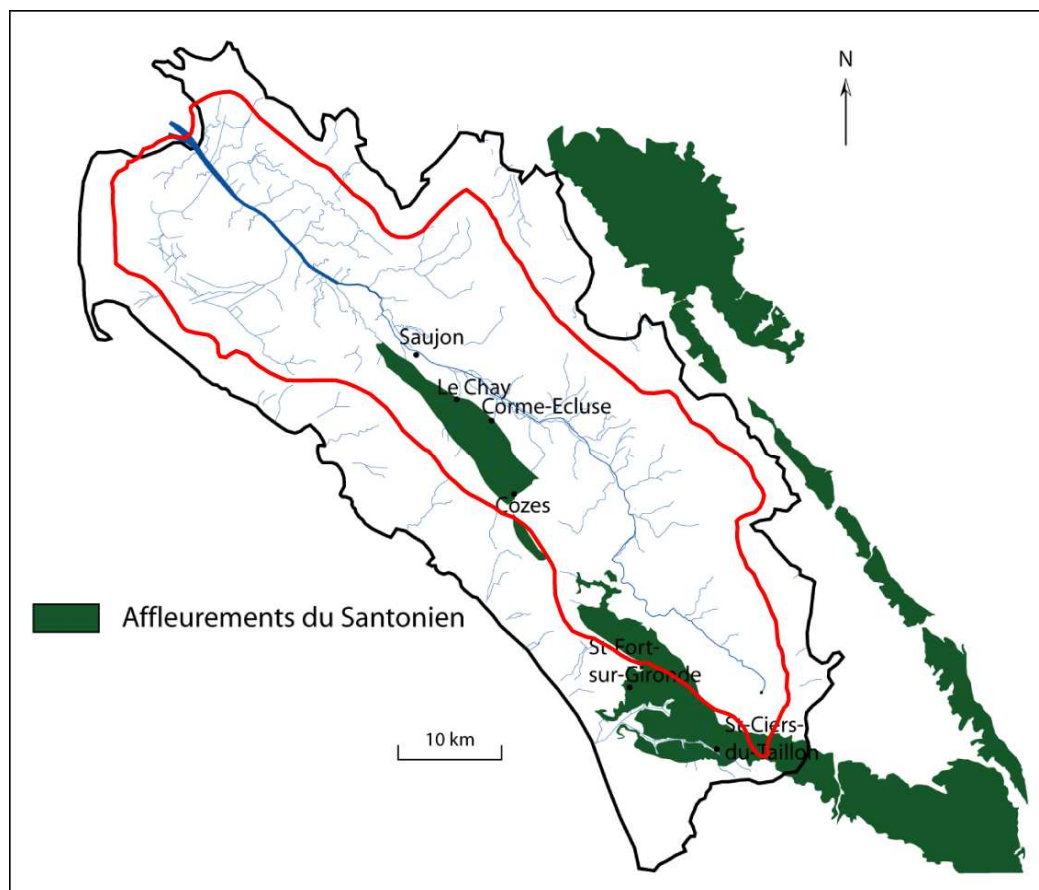 N
Saujon
Le Chay
Corme-Ecluse
Cozes
Affleurements du Santonien
St-Fort-
sur-Gironde
St-Ciers-
du-Taillon
10 km